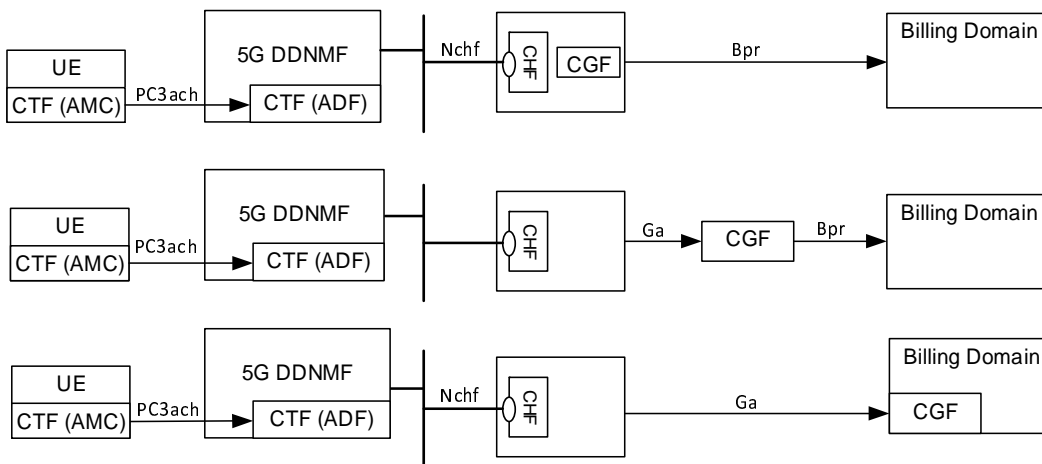 UE
CTF (AMC)
PC3ach
5G DDNMF
CTF (ADF)
Nchf
CHF
CGF
Bpr
Billing Domain
UE
CTF (AMC)
PC3ach
5G DDNMF
CTF (ADF)
CHF
Ga
CGF
Bpr
Billing Domain
UE
CTF (AMC)
PC3ach
5G DDNMF
CTF (ADF)
Nchf
CHF
Ga
Billing Domain
CGF